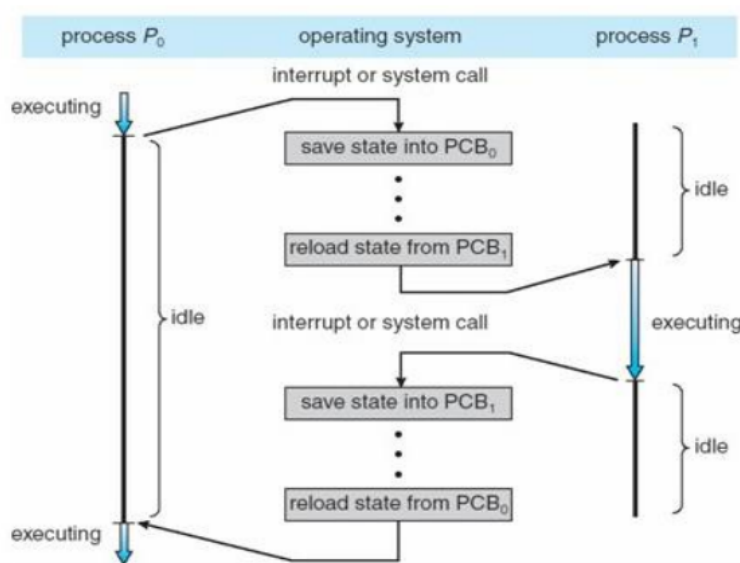 process P₀ operating system process P₁
interrupt or system call
executing
save state into PCB₀
idle
reload state from PCB₁
idle
interrupt or system call
executing
save state into PCB₁
idle
reload state from PCB₀
executing